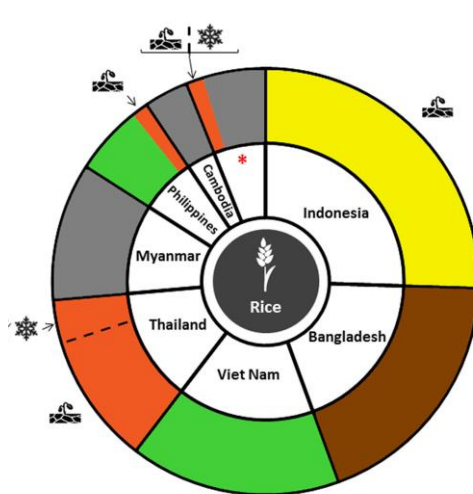 *
Cambodia
Philippines
Indonesia
Myanmar
Rice
Thailand
Bangladesh
Viet Nam